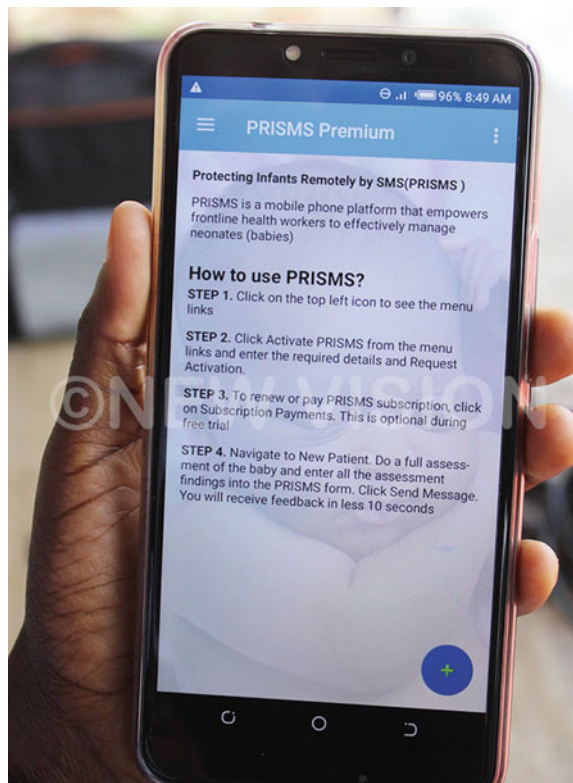 96% 8:49 AM
PRISMS Premium
Protecting Infants Remotely by SMS(PRISMS )
PRISMS is a mobile phone platform that empowers
frontline health workers to effectively manage
neonates (babies)
How to use PRISMS?
STEP 1. Click on the top left icon to see the menu
links
STEP 2. Click Activate PRISMS from the menu
links and enter the required details and Request
Activation.
©NEW VISION
STEP 3. To renew or pay PRISMS subscription, click
on Subscription Payments. This is optional during
free trial
STEP 4. Navigate to New Patient. Do a full assess-
ment of the baby and enter all the assessment
findings into the PRISMS form. Click Send Message.
You will receive feedback in less 10 seconds
+